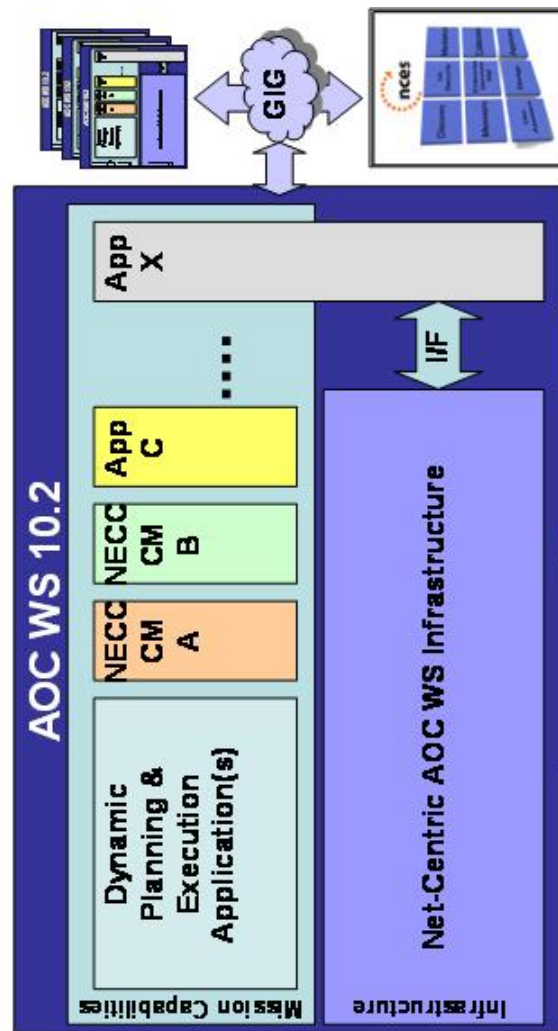 AOC WS 10.2
Mission Capabilities
Dynamic
Planning &
Execution
Application(s)
NECC
CM
A
NECC
CM
B
App
C
....
App
X
Infrastructure
Net-Centric AOC WS Infrastructure
I/F
GIG
nces